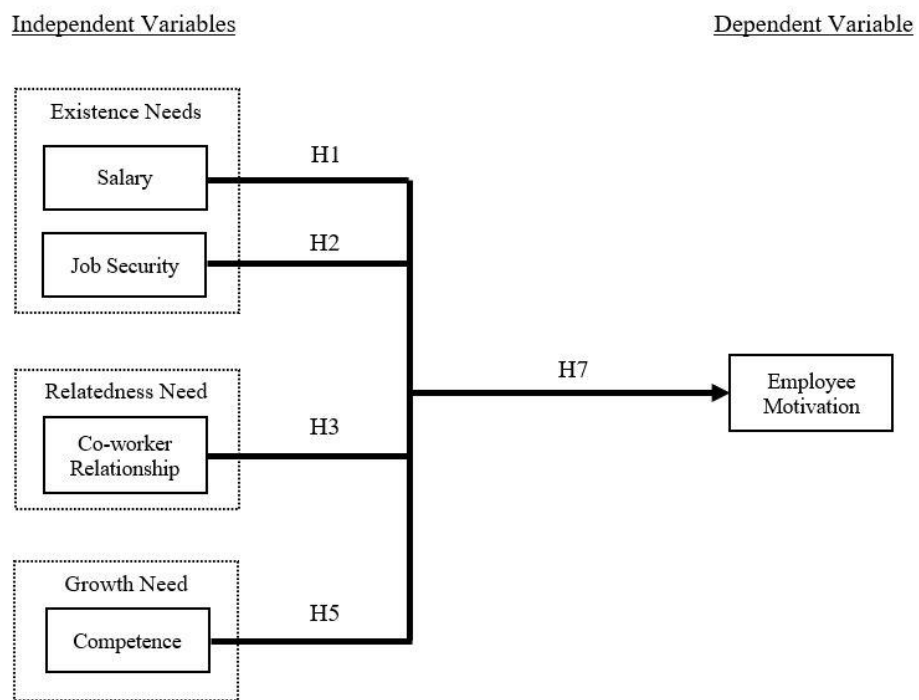 Independent Variables
Dependent Variable
Existence Needs
Salary
H1
Job Security
H2
Relatedness Need
Co-worker
Relationship
H3
H7
Employee
Motivation
Growth Need
Competence
H5